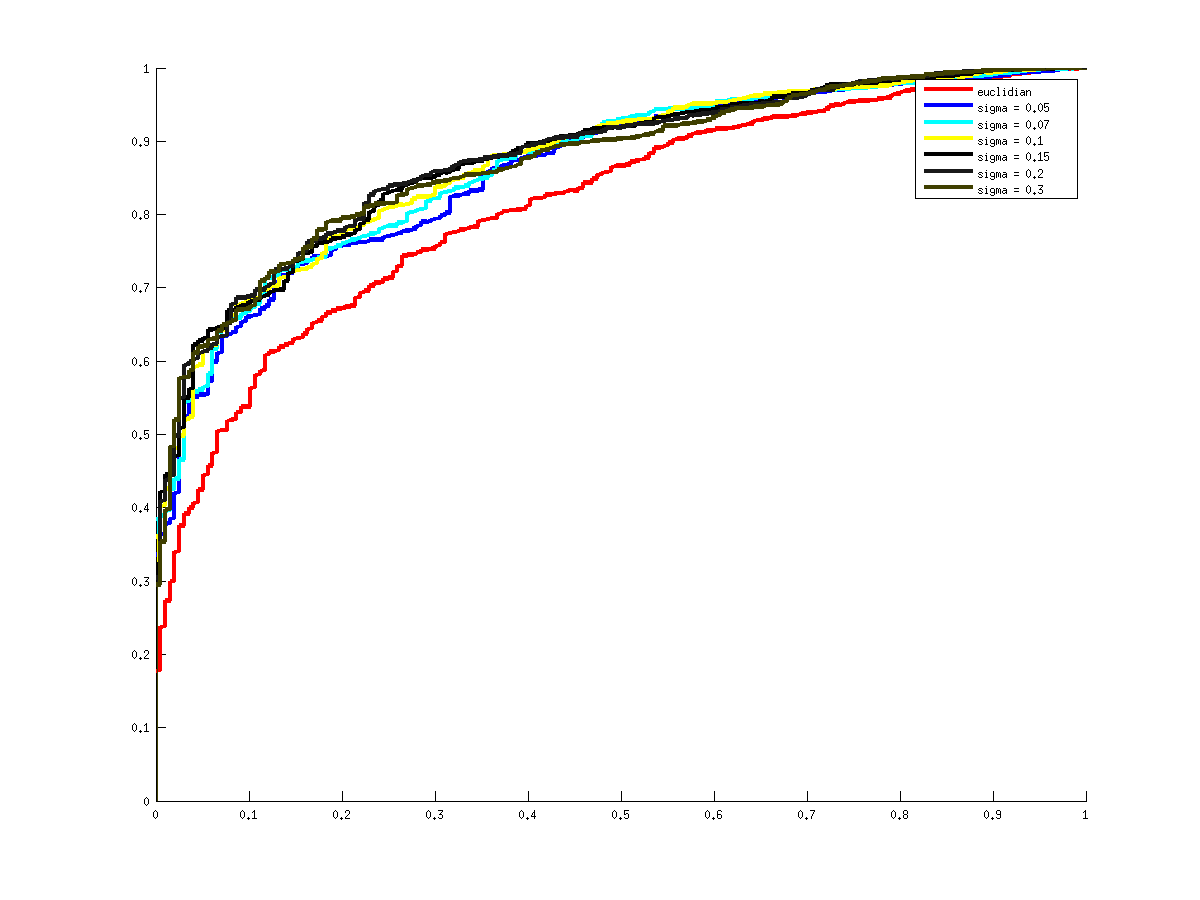 1
0.9
0.8
0.7
0.6
0.5
0.4
0.3
0.2
0.1
0
euclidian
sigma = 0.05
sigma = 0.07
sigma = 0.1
sigma = 0.15
sigma = 0.2
sigma = 0.3
0 0.1 0.2 0.3 0.4 0.5 0.6 0.7 0.8 0.9 1